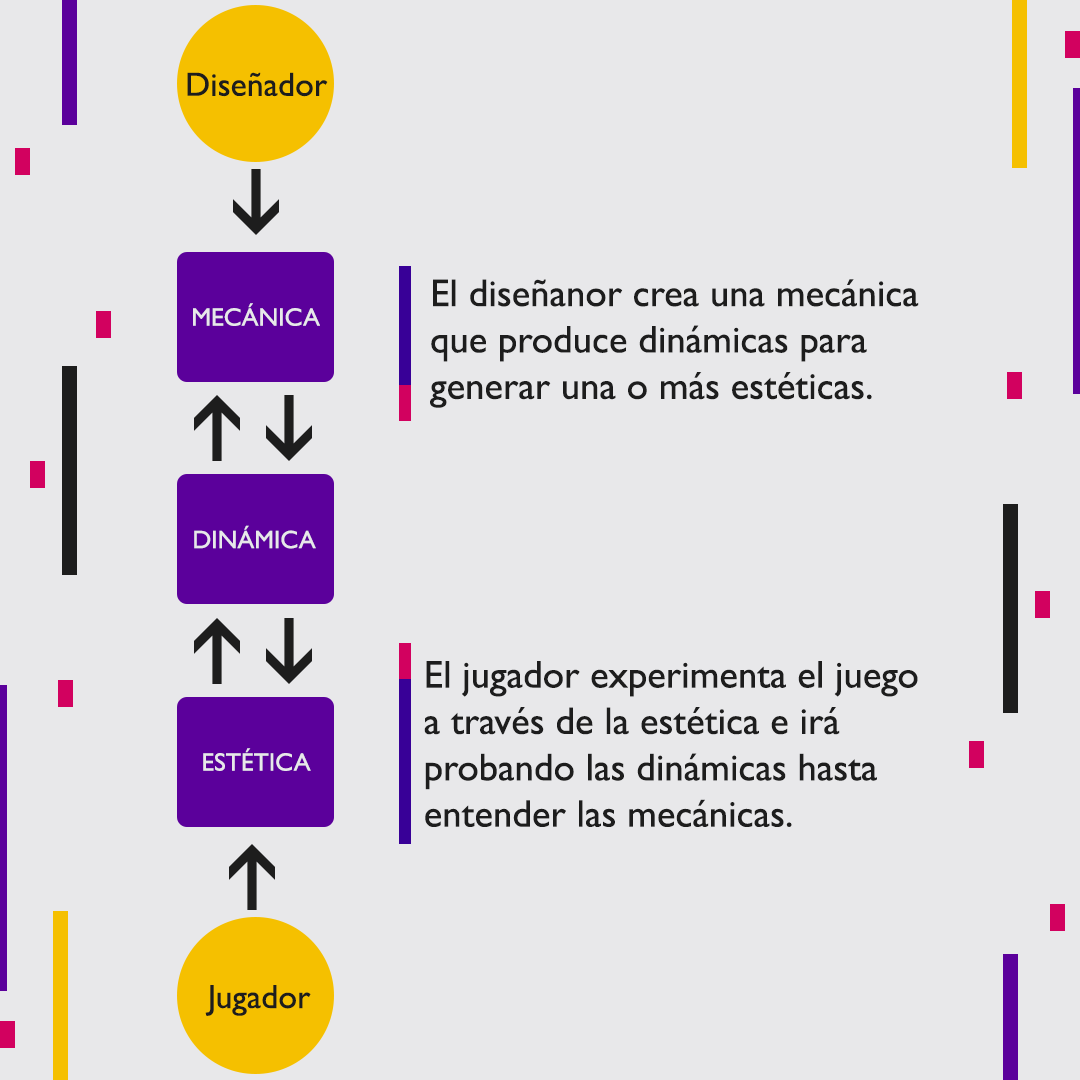 Diseñador
MECÁNICA
El diseñanor crea una mecánica
que produce dinámicas para
generar una o más estéticas.
DINÁMICA
ESTÉTICA
El jugador experimenta el juego
a través de la estética e irá
probando las dinámicas hasta
entender las mecánicas.
Jugador